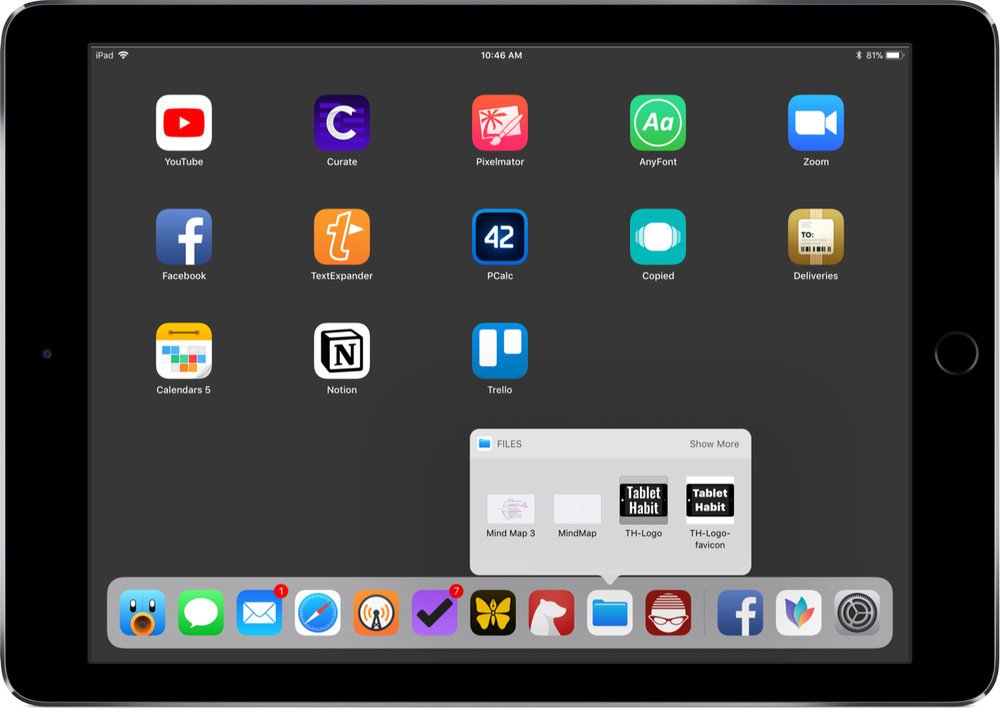 iPad 10:46 AM 81%
YouTube Curate Pixelmator AnyFont Zoom
C Aa
Facebook TextExpander PCalc Copied Deliveries
f t 42 TO:
Calendars 5 Notion Trello
N
FILES Show More
Tablet Tablet
Habit Habit
Mind Map 3 MindMap TH-Logo TH-Logo-
favicon
1 7
f